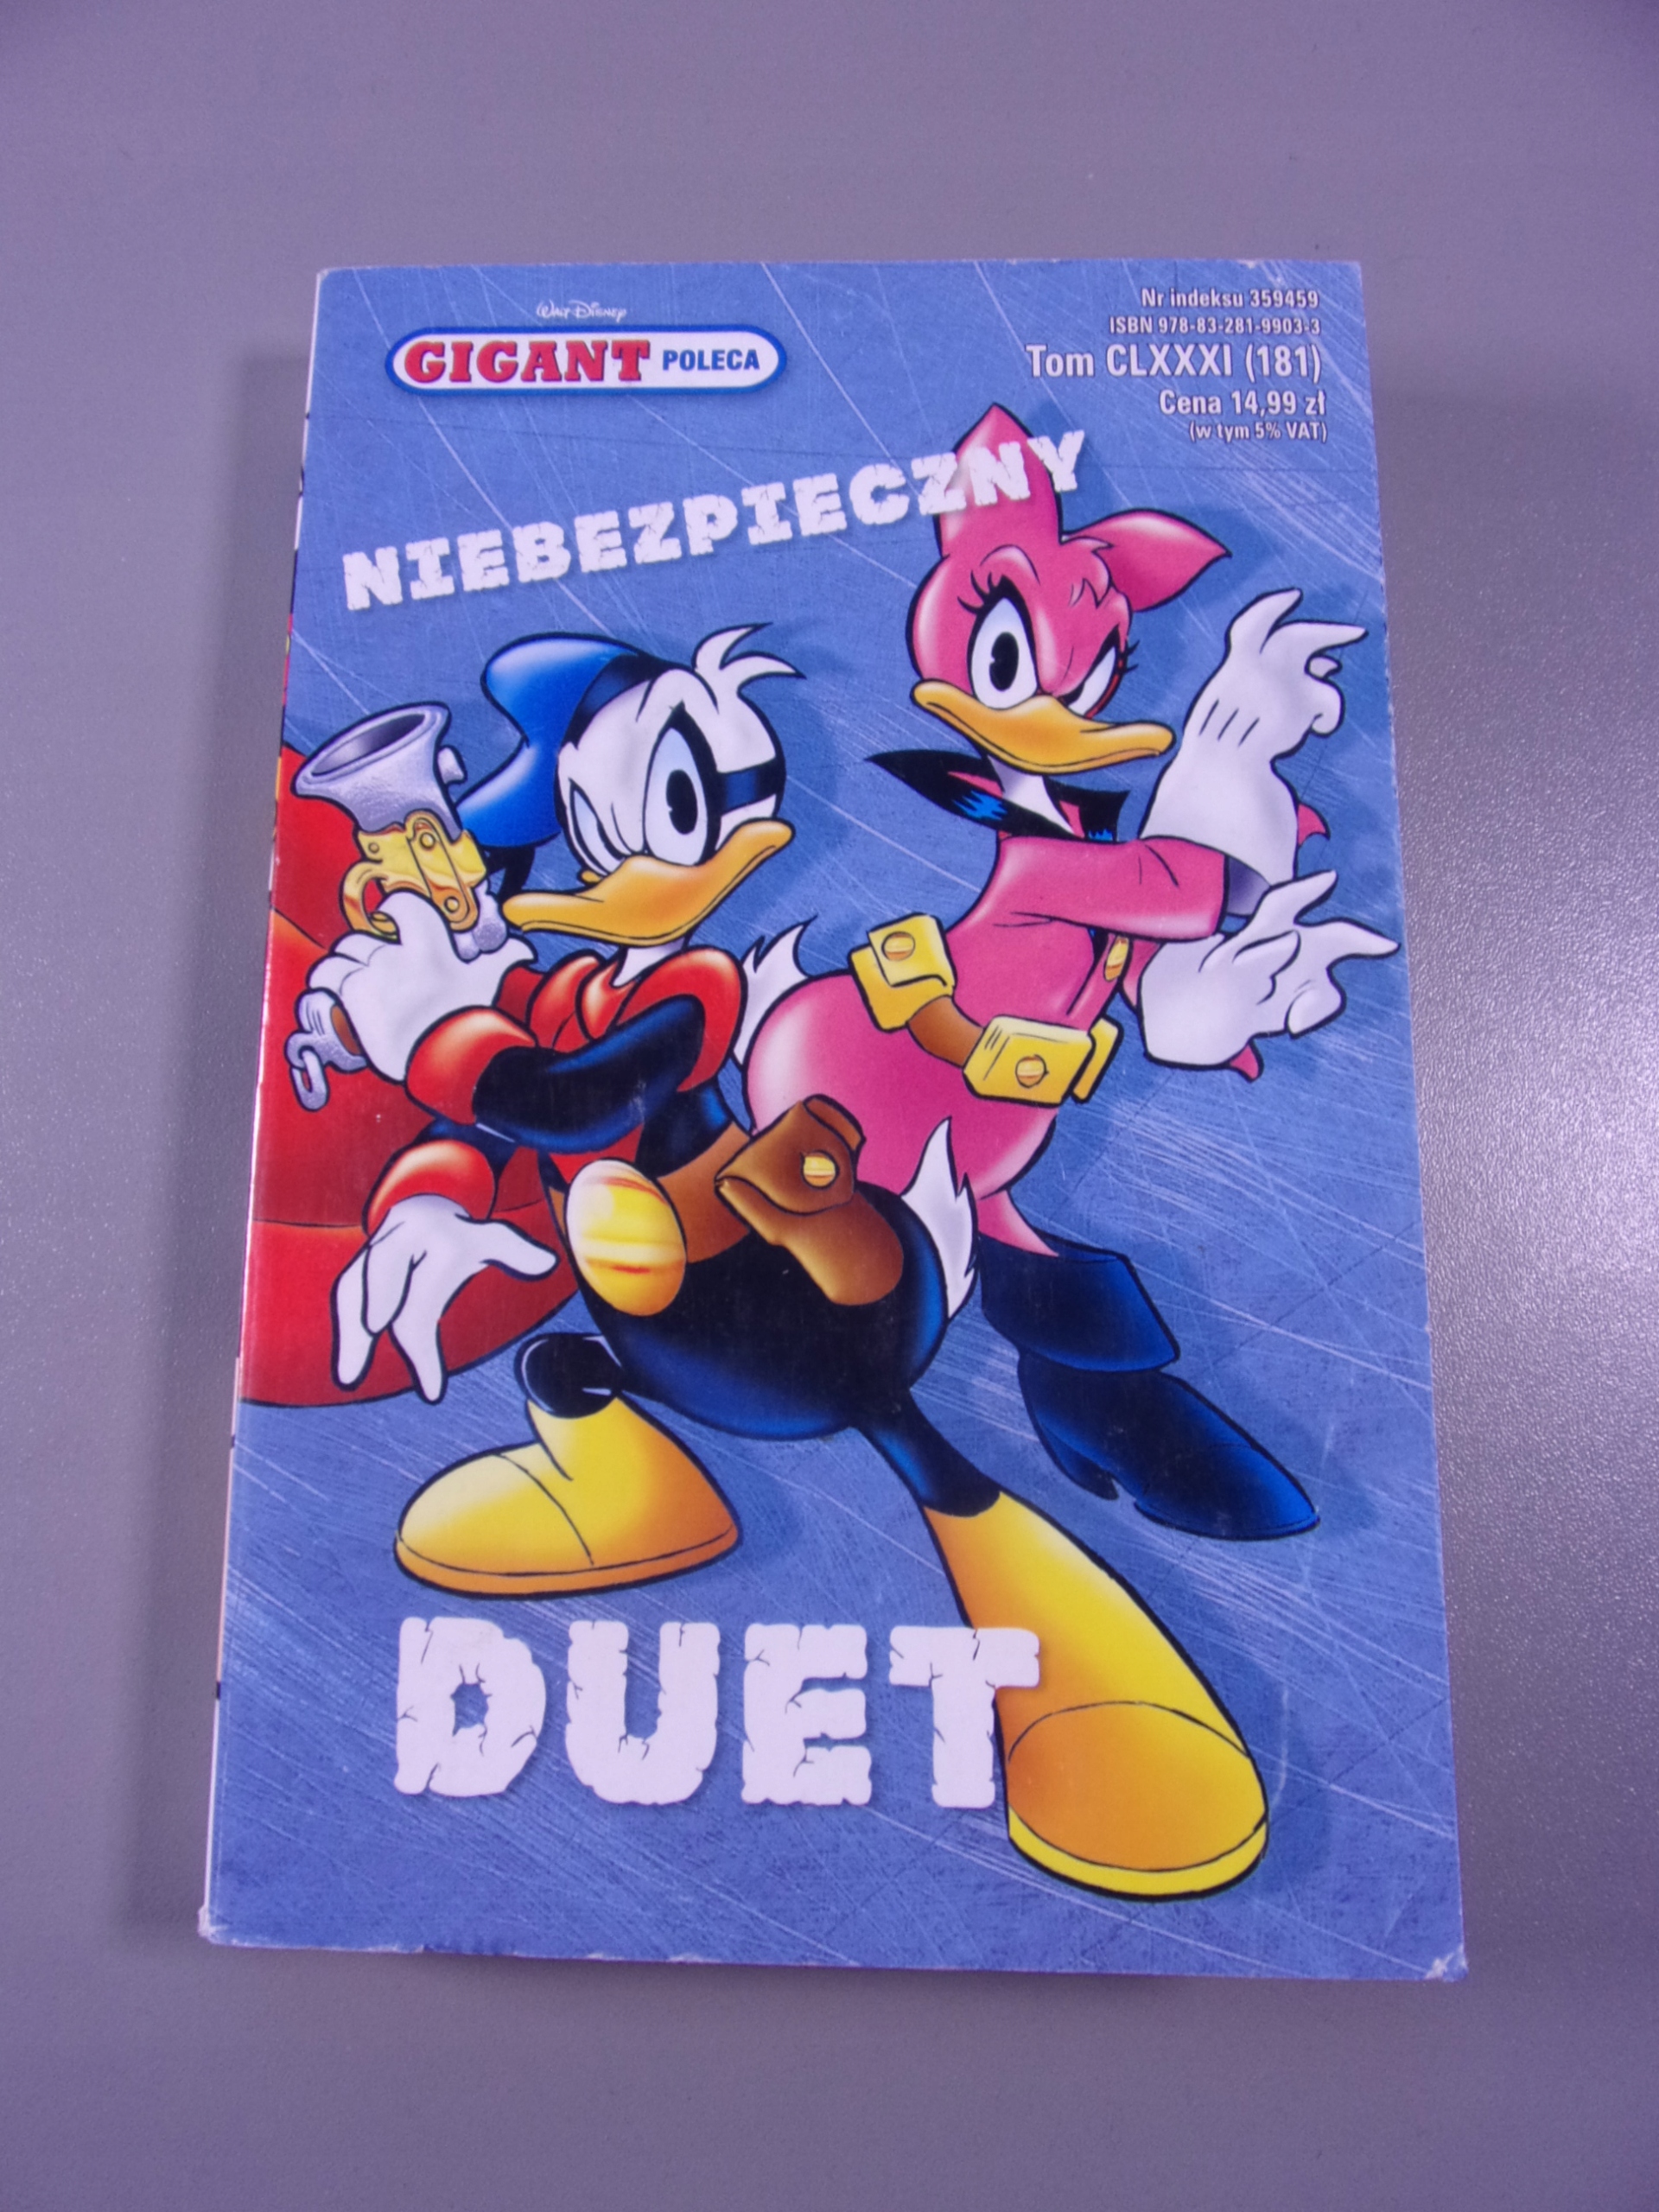 Walt Disney
GIGANT POLECA
Nr indeksu 359459
ISBN 978-83-281-9903-3
Tom CLXXXI (181)
Cena 14,99 zł
(w tym 5% VAT)
NIEBEZPIECZNY
DUET